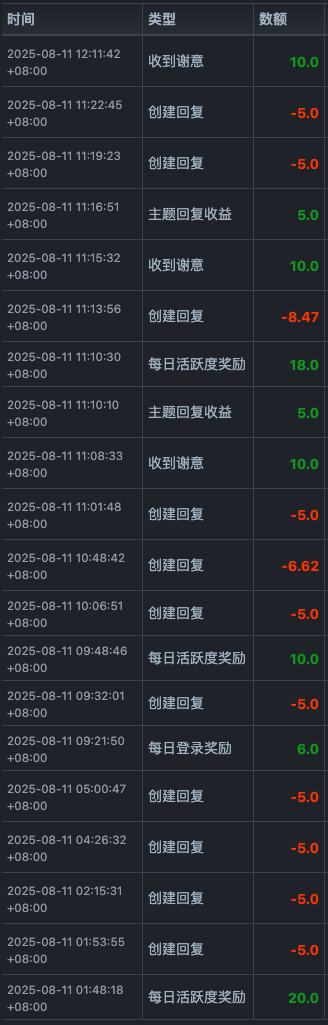 时间 类型 数额
2025-08-11 12:11:42
+08:00 收到谢意 10.0
2025-08-11 11:22:45
+08:00 创建回复 -5.0
2025-08-11 11:19:23
+08:00 创建回复 -5.0
2025-08-11 11:16:51
+08:00 主题回复收益 5.0
2025-08-11 11:15:32
+08:00 收到谢意 10.0
2025-08-11 11:13:56
+08:00 创建回复 -8.47
2025-08-11 11:10:30
+08:00 每日活跃度奖励 18.0
2025-08-11 11:10:10
+08:00 主题回复收益 5.0
2025-08-11 11:08:33
+08:00 收到谢意 10.0
2025-08-11 11:01:48
+08:00 创建回复 -5.0
2025-08-11 10:48:42
+08:00 创建回复 -6.62
2025-08-11 10:06:51
+08:00 创建回复 -5.0
2025-08-11 09:48:46
+08:00 每日活跃度奖励 10.0
2025-08-11 09:32:01
+08:00 创建回复 -5.0
2025-08-11 09:21:50
+08:00 每日登录奖励 6.0
2025-08-11 05:00:47
+08:00 创建回复 -5.0
2025-08-11 04:26:32
+08:00 创建回复 -5.0
2025-08-11 02:15:31
+08:00 创建回复 -5.0
2025-08-11 01:53:55
+08:00 创建回复 -5.0
2025-08-11 01:48:18
+08:00 每日活跃度奖励 20.0